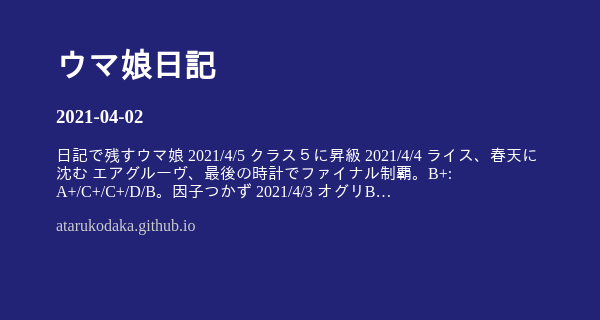 ウマ娘日記
2021-04-02
日記で残すウマ娘 2021/4/5 クラス５に昇級 2021/4/4 ライス、春天に
沈む エアグルーヴ、最後の時計でファイナル制覇。B+:
A+/C+/C+/D/B。因子つかず 2021/4/3 オグリB…
atarukodaka.github.io